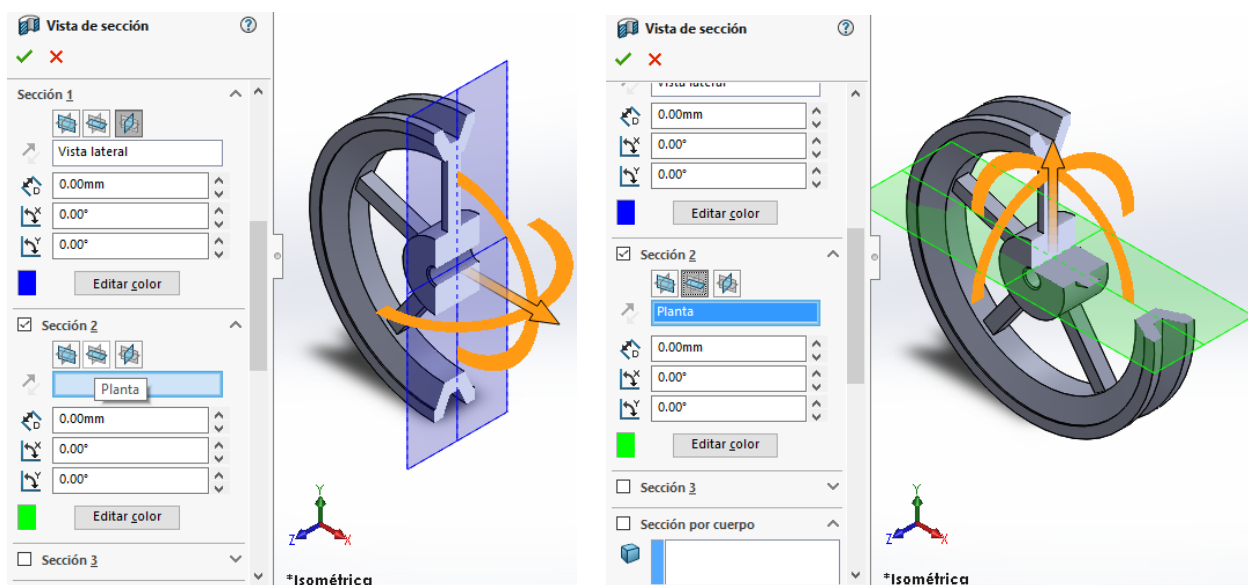 Vista de sección
Sección 1
Vista lateral
D
0.00mm
X
0.00°
Y
0.00°
Editar color
Sección 2
Planta
D
0.00mm
X
0.00°
Y
0.00°
Editar color
Sección 3
Y
Z
X
*Isométrica
Vista de sección
Vista lateral
D
0.00mm
X
0.00°
Y
0.00°
Editar color
Sección 2
Planta
D
0.00mm
X
0.00°
Y
0.00°
Editar color
Sección 3
Sección por cuerpo
Y
Z
X
*Isométrica